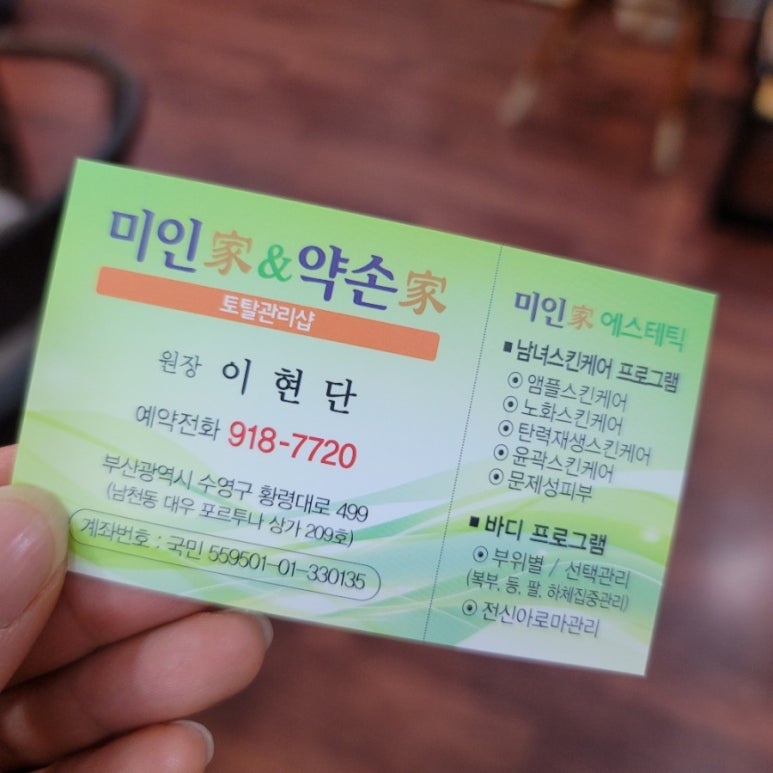 미인家&약손家
토탈관리샵
원장 이현단
예약전화 918-7720
부산광역시 수영구 황령대로 499
(남천동 대우 포르투나 상가 209호)
계좌번호 : 국민 559501-01-330135
미인家 에스테틱
■ 남녀스킨케어 프로그램
⊙ 앰플스킨케어
⊙ 노화스킨케어
⊙ 탄력재생스킨케어
⊙ 윤곽스킨케어
⊙ 문제성피부
■ 바디 프로그램
⊙ 부위별 / 선택관리
(복부, 등, 팔, 하체집중관리)
⊙ 전신아로마관리